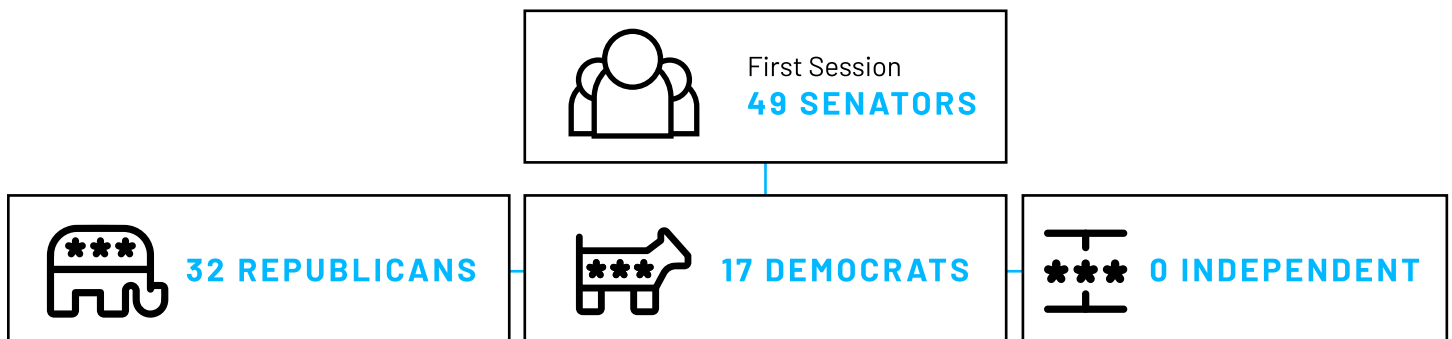 First Session
49 SENATORS
32 REPUBLICANS
17 DEMOCRATS
0 INDEPENDENT